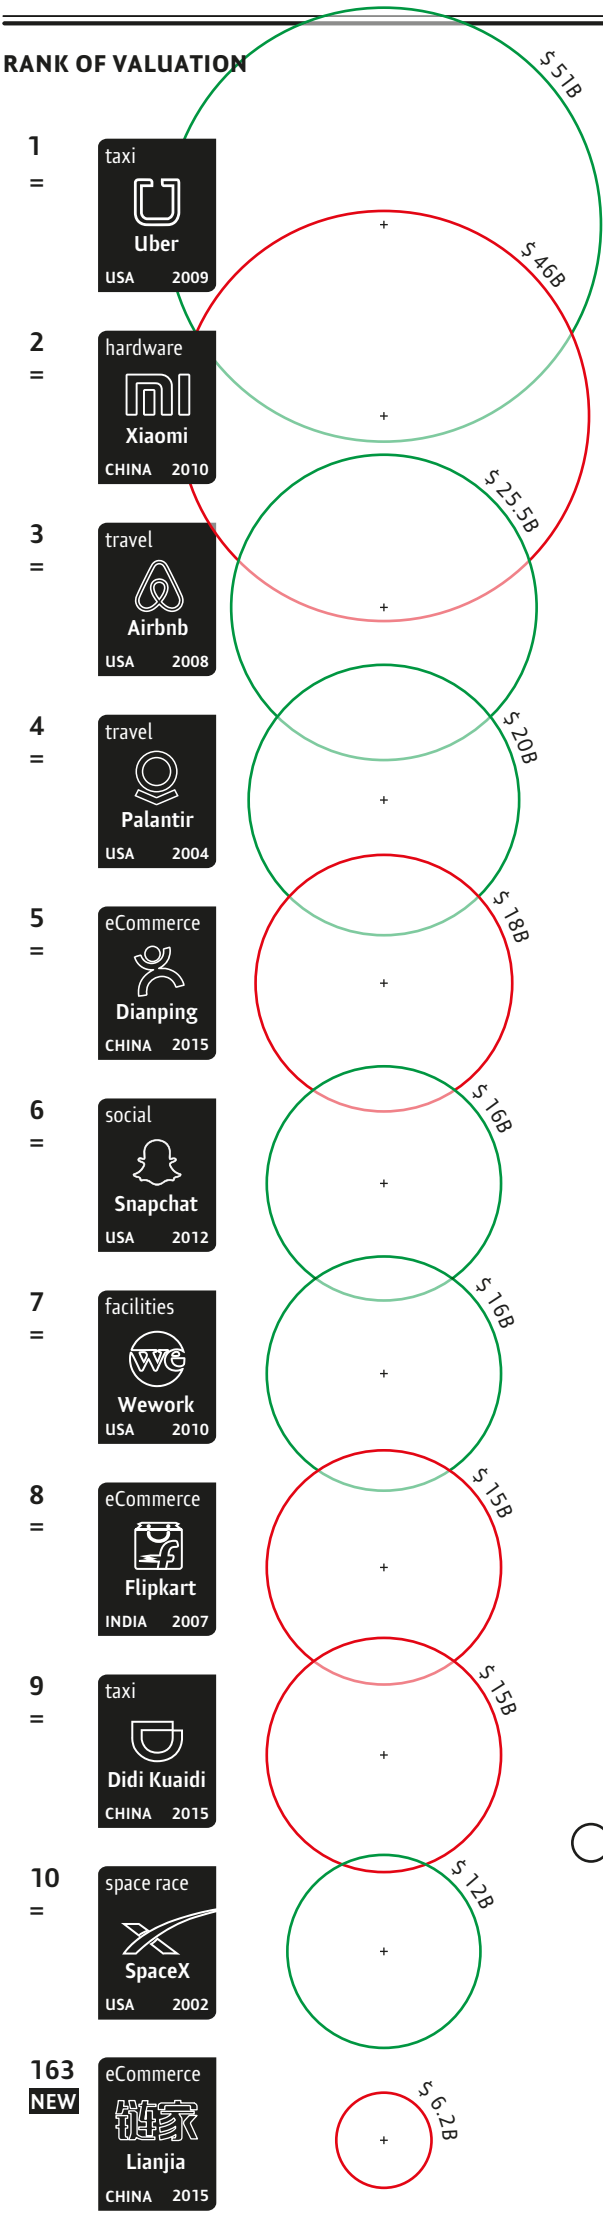 RANK OF VALUATION
$ 51B
1
=
taxi
Uber
USA 2009
$ 46B
2
=
hardware
mi
Xiaomi
CHINA 2010
$ 25.5B
3
=
travel
Airbnb
USA 2008
$ 20B
4
=
travel
Palantir
USA 2004
$ 18B
5
=
eCommerce
Dianping
CHINA 2015
$ 16B
6
=
social
Snapchat
USA 2012
$ 16B
7
=
facilities
we
Wework
USA 2010
$ 15B
8
=
eCommerce
f
Flipkart
INDIA 2007
$ 15B
9
=
taxi
Didi Kuaidi
CHINA 2015
$ 12B
10
=
space race
X
SpaceX
USA 2002
$ 6.2B
163
NEW
eCommerce
链家
Lianjia
CHINA 2015